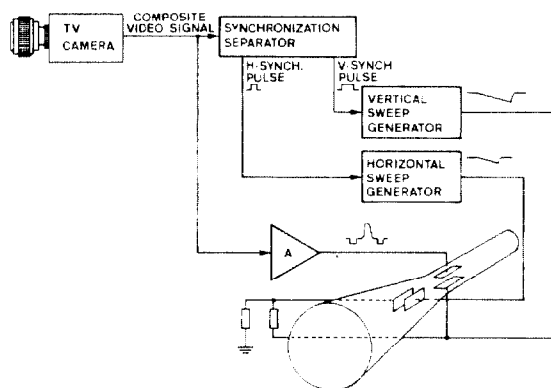 TV
CAMERA
COMPOSITE
VIDEO SIGNAL
SYNCHRONIZATION
SEPARATOR
H-SYNCH.
PULSE
V-SYNCH
PULSE
VERTICAL
SWEEP
GENERATOR
HORIZONTAL
SWEEP
GENERATOR
A